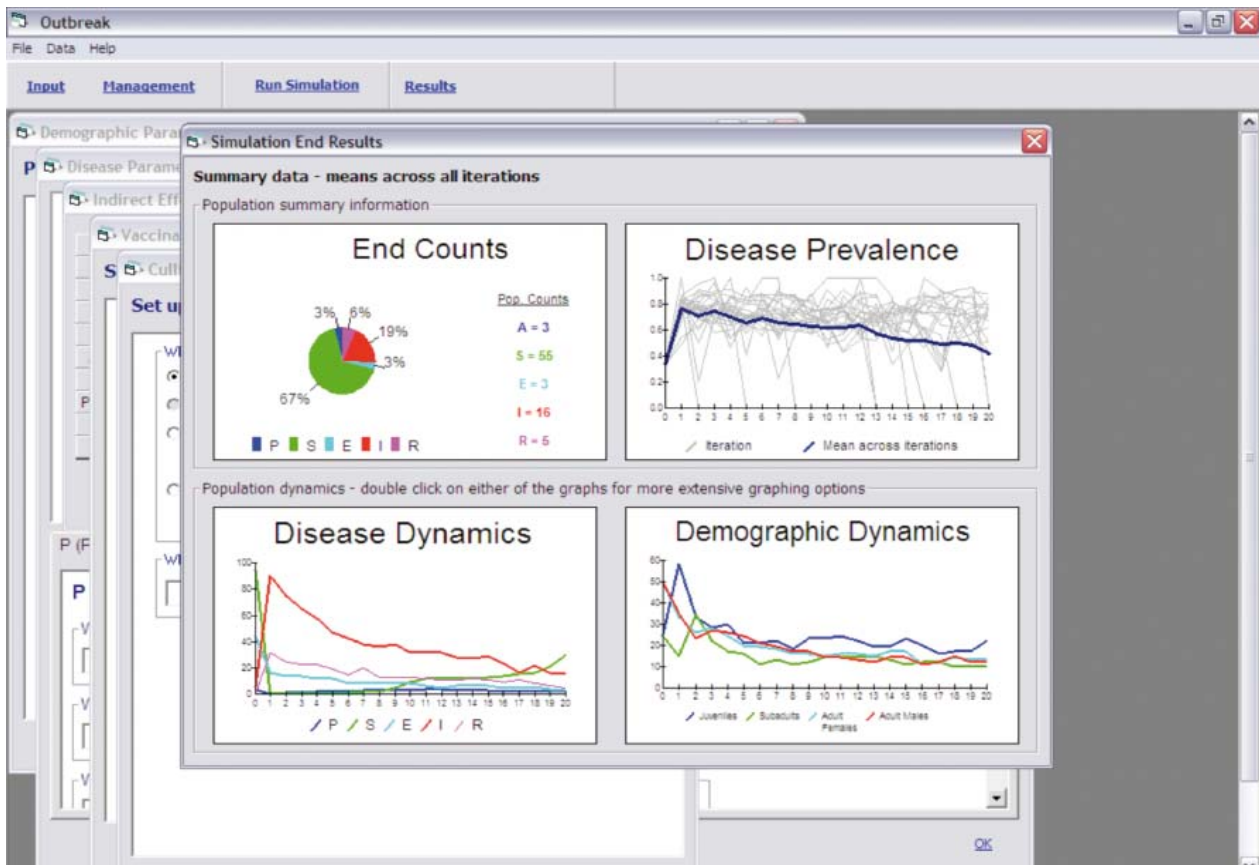 Outbreak
File Data Help
Input Management Run Simulation Results
Demographic Para
P
Disease Parame
Indirect Eff
Vaccina
S
Cull
Set u
Simulation End Results
Summary data - means across all iterations
Population summary information
End Counts
3% 6%
19%
3%
67%
P S E I R
Pop. Counts
A = 3
S = 55
E = 3
I = 16
R = 5
Disease Prevalence
1.0
0.8
0.6
0.4
0.2
0.0
0 1 2 3 4 5 6 7 8 9 10 11 12 13 14 15 16 17 18 19 20
Iteration Mean across iterations
Population dynamics - double click on either of the graphs for more extensive graphing options
Disease Dynamics
100
80
60
40
20
0
0 1 2 3 4 5 6 7 8 9 10 11 12 13 14 15 16 17 18 19 20
P S E I R
Demographic Dynamics
60
50
40
30
20
10
0
0 1 2 3 4 5 6 7 8 9 10 11 12 13 14 15 16 17 18 19 20
Juveniles Subadults Adult Females Adult Males
P
P (F
P
OK